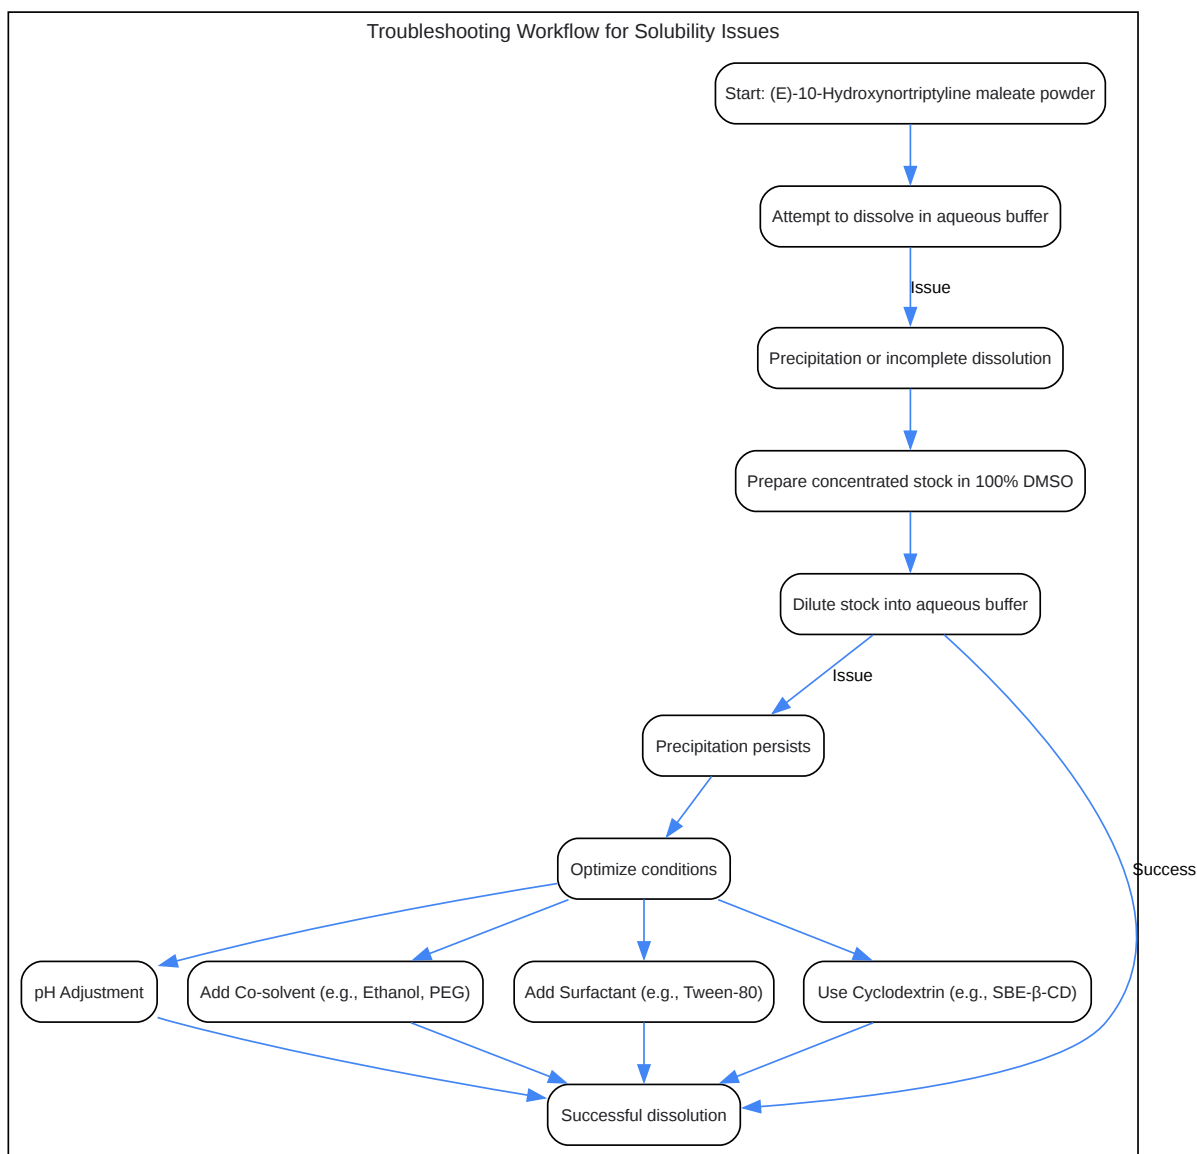 Troubleshooting Workflow for Solubility Issues
Start: (E)-10-Hydroxynortriptyline maleate powder
Attempt to dissolve in aqueous buffer
Issue
Precipitation or incomplete dissolution
Prepare concentrated stock in 100% DMSO
Dilute stock into aqueous buffer
Issue
Precipitation persists
Optimize conditions
Success
pH Adjustment
Add Co-solvent (e.g., Ethanol, PEG)
Add Surfactant (e.g., Tween-80)
Use Cyclodextrin (e.g., SBE-β-CD)
Successful dissolution